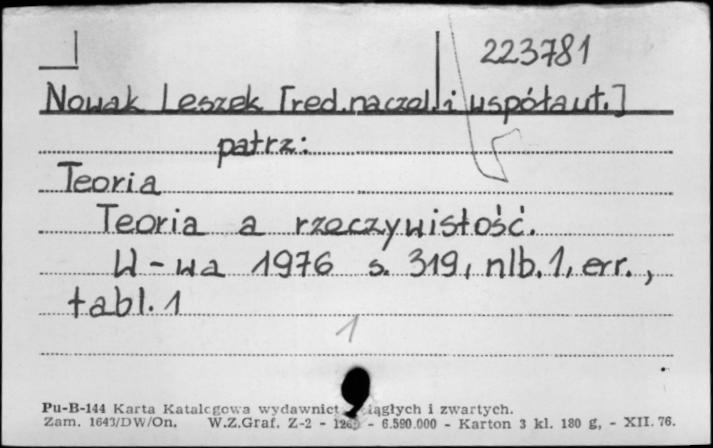 223781
Nowak Leszek [red.naczel. i współaut.]
patrz:
Teoria
Teoria a rzeczywistość.
W-wa 1976 s. 319, nlb.1, err.,
tabl. 1
1
Pu-B-144 Karta Katalogowa wydawnict ciągłych i zwartych.
Zam. 1643/DW/On. W.Z.Graf. Z-2 - - 6.590.000 - Karton 3 kl. 180 g, - XII. 76.